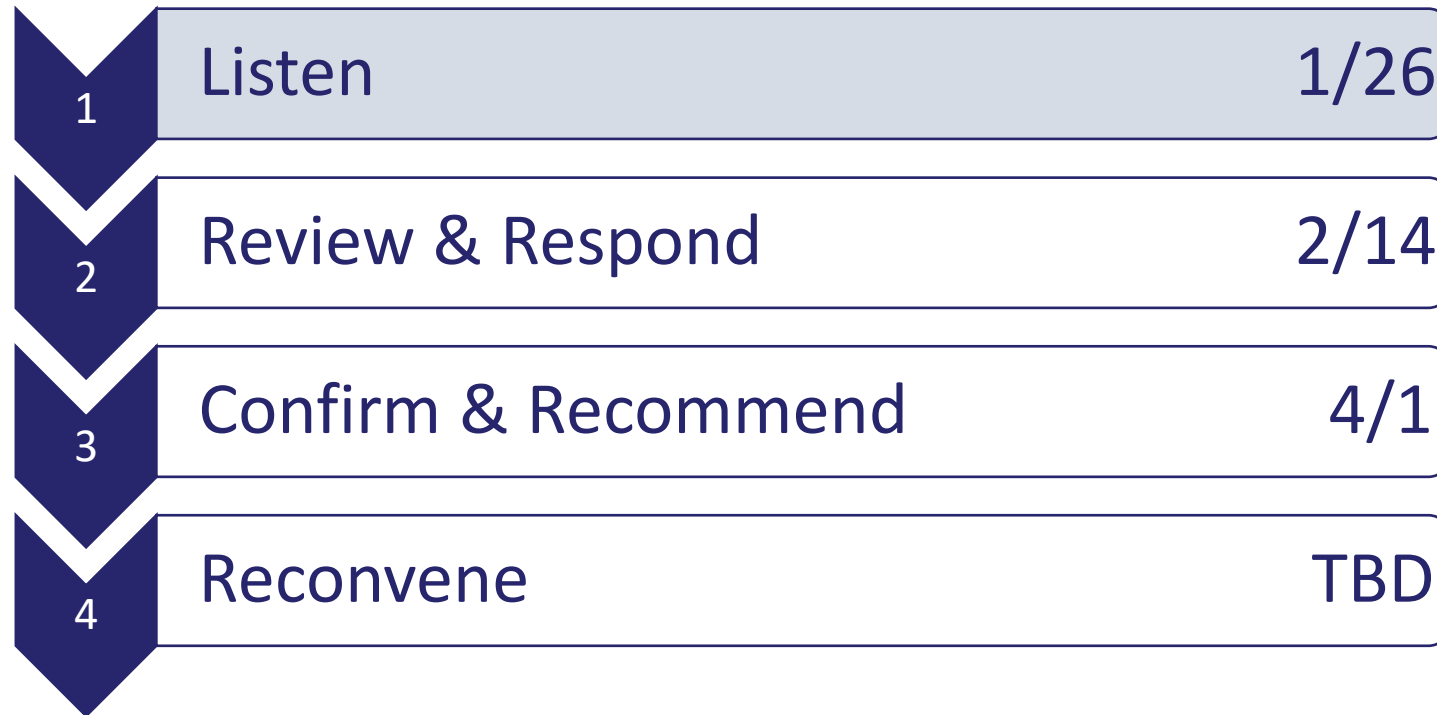 1
Listen 1/26
2
Review & Respond 2/14
3
Confirm & Recommend 4/1
4
Reconvene TBD